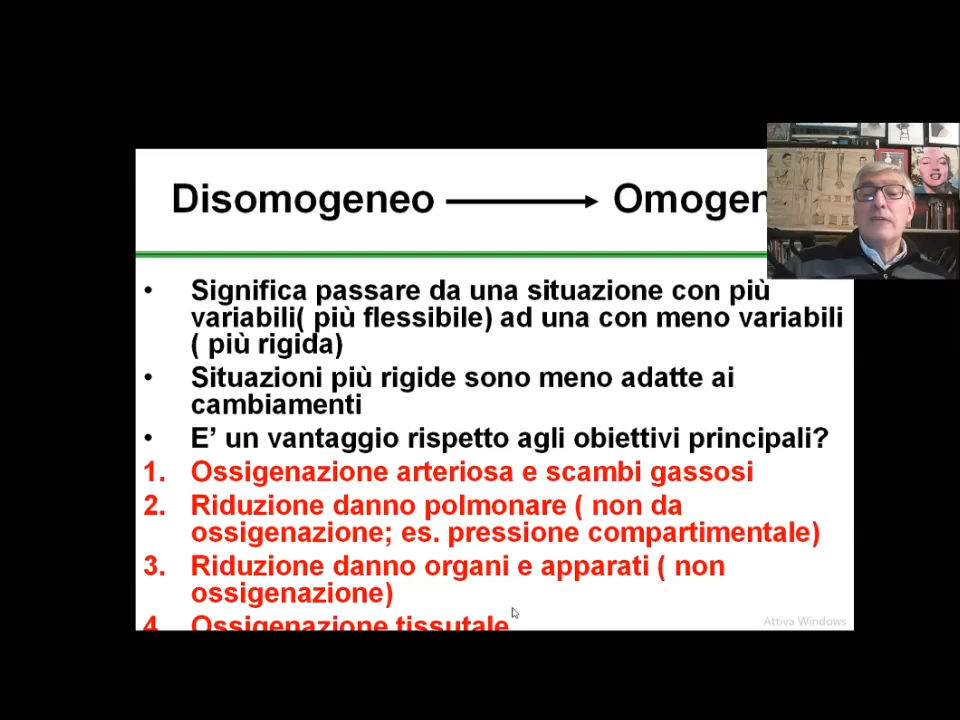 Disomogeneo Omogen
• Significa passare da una situazione con più
variabili( più flessibile) ad una con meno variabili
( più rigida)
• Situazioni più rigide sono meno adatte ai
cambiamenti
• E' un vantaggio rispetto agli obiettivi principali?
1. Ossigenazione arteriosa e scambi gassosi
2. Riduzione danno polmonare ( non da
ossigenazione; es. pressione compartimentale)
3. Riduzione danno organi e apparati ( non
ossigenazione)
4. Ossigenazione tissutale
Attiva Windows